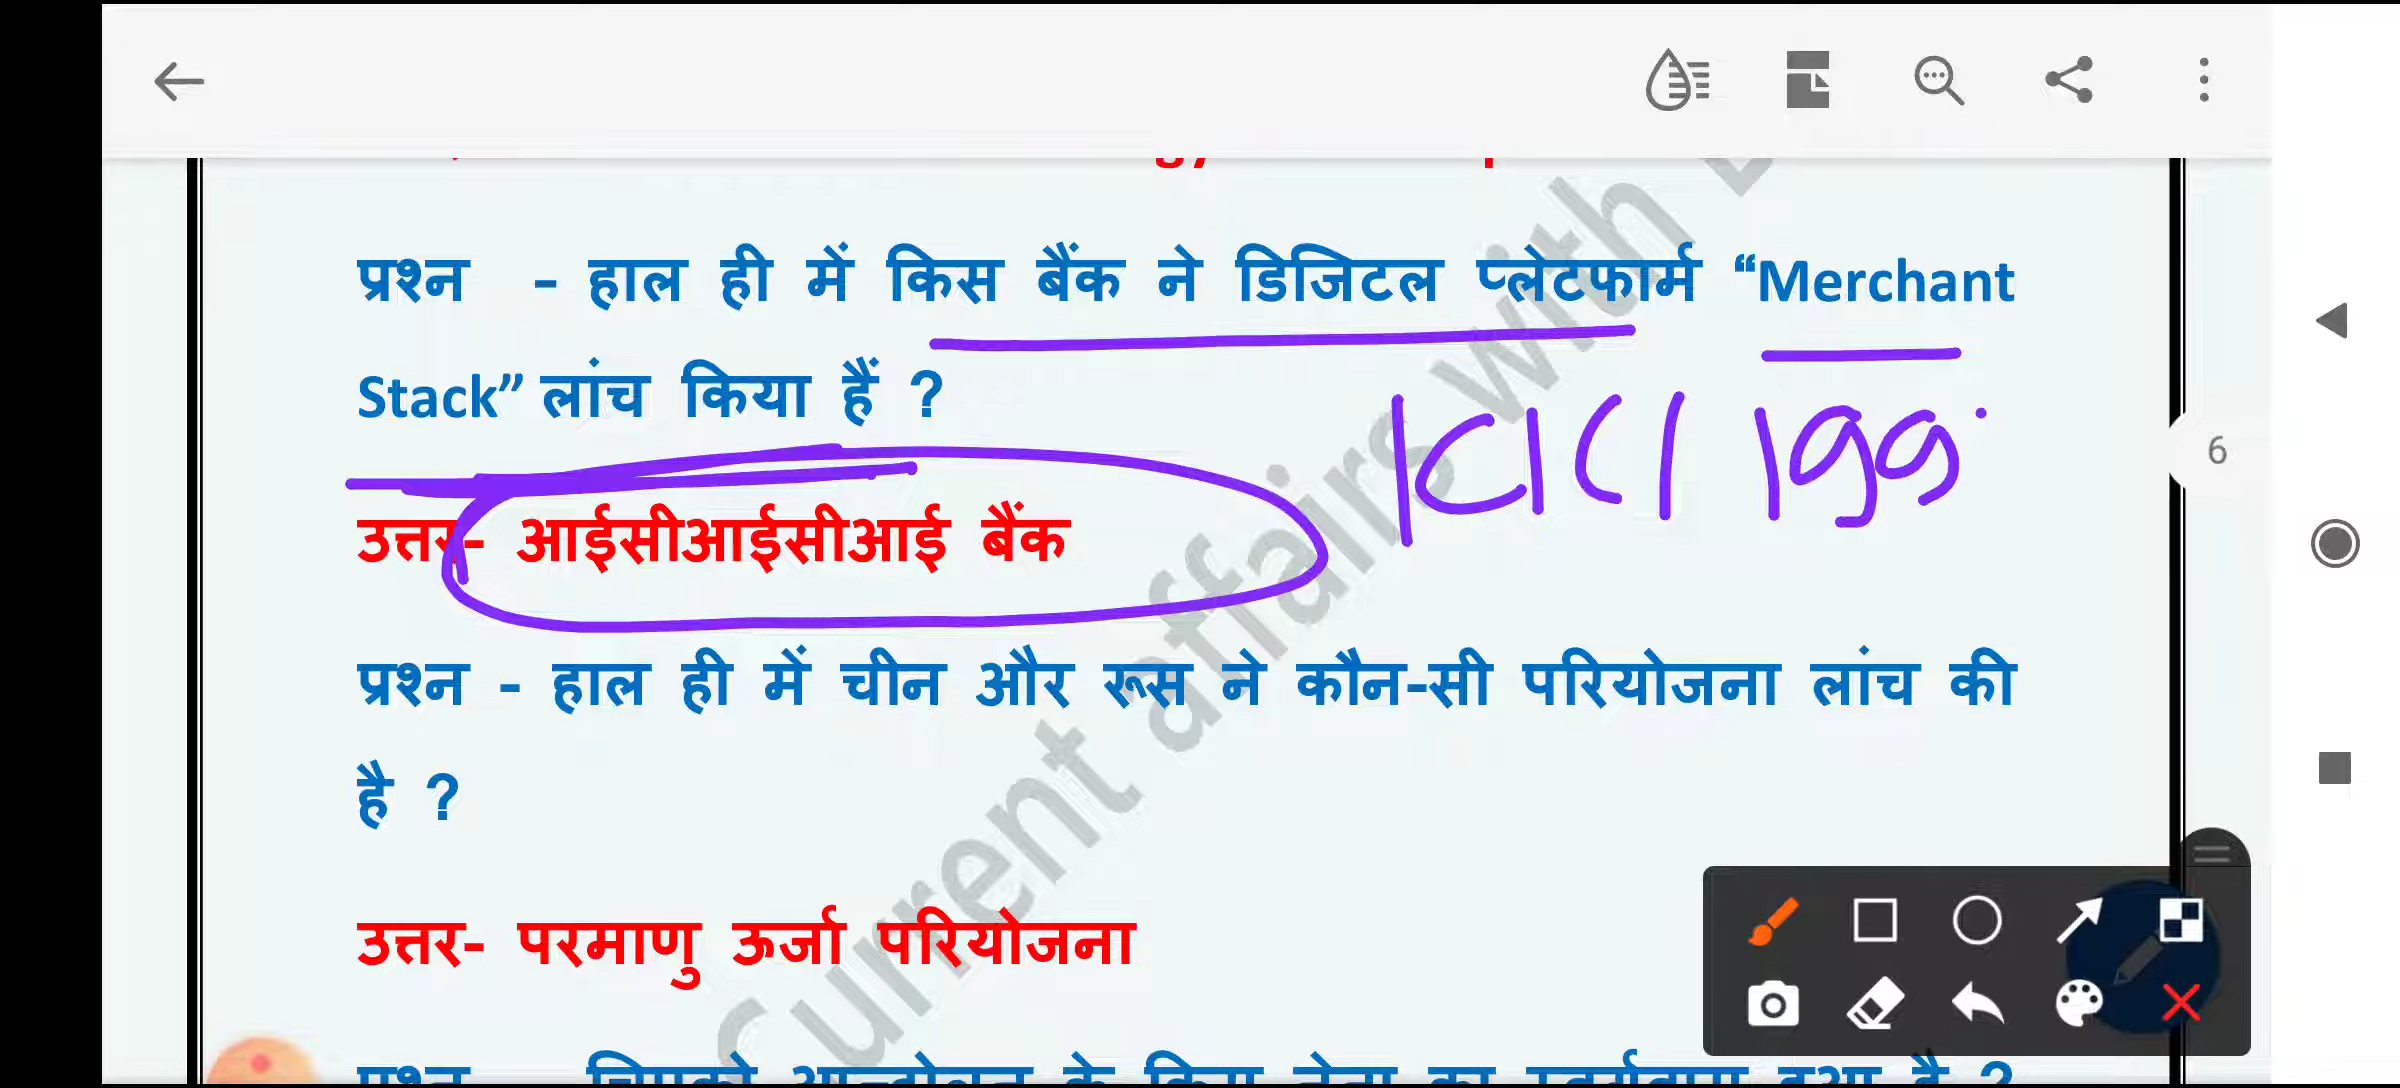 प्रश्न - हाल ही में किस बैंक ने डिजिटल प्लेटफार्म “Merchant
Stack” लांच किया हैं ?
ICICI 199
उत्तर- आईसीआईसीआई बैंक
प्रश्न - हाल ही में चीन और रूस ने कौन-सी परियोजना लांच की
है ?
उत्तर- परमाणु ऊर्जा परियोजना
Current affairs with
6